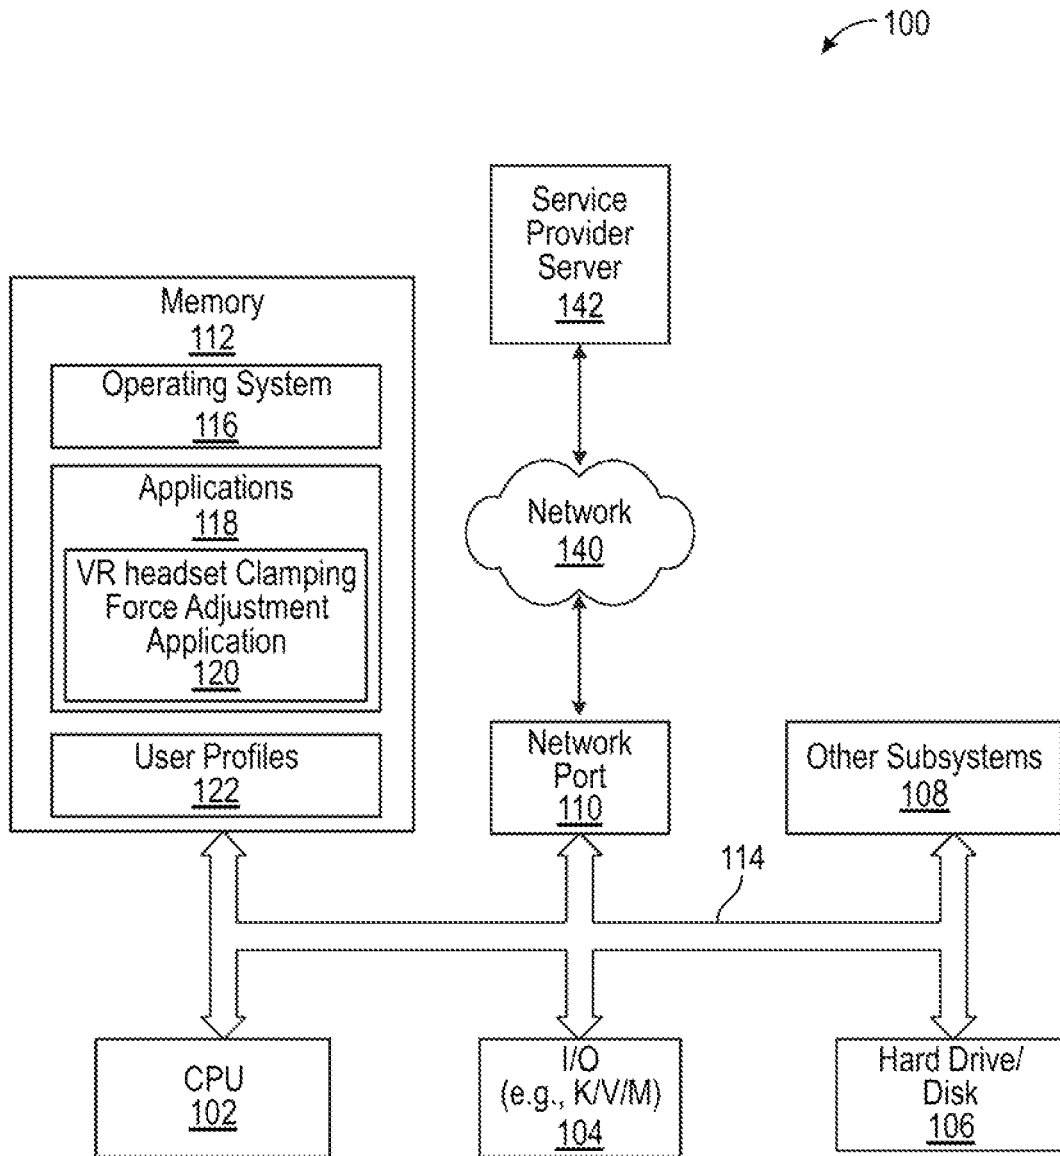 100
Service
Provider
Server
142
Memory
112
Operating System
116
Applications
118
VR headset Clamping
Force Adjustment
Application
120
User Profiles
122
Network
140
Network
Port
110
Other Subsystems
108
114
CPU
102
I/O
(e.g., K/V/M)
104
Hard Drive/
Disk
106